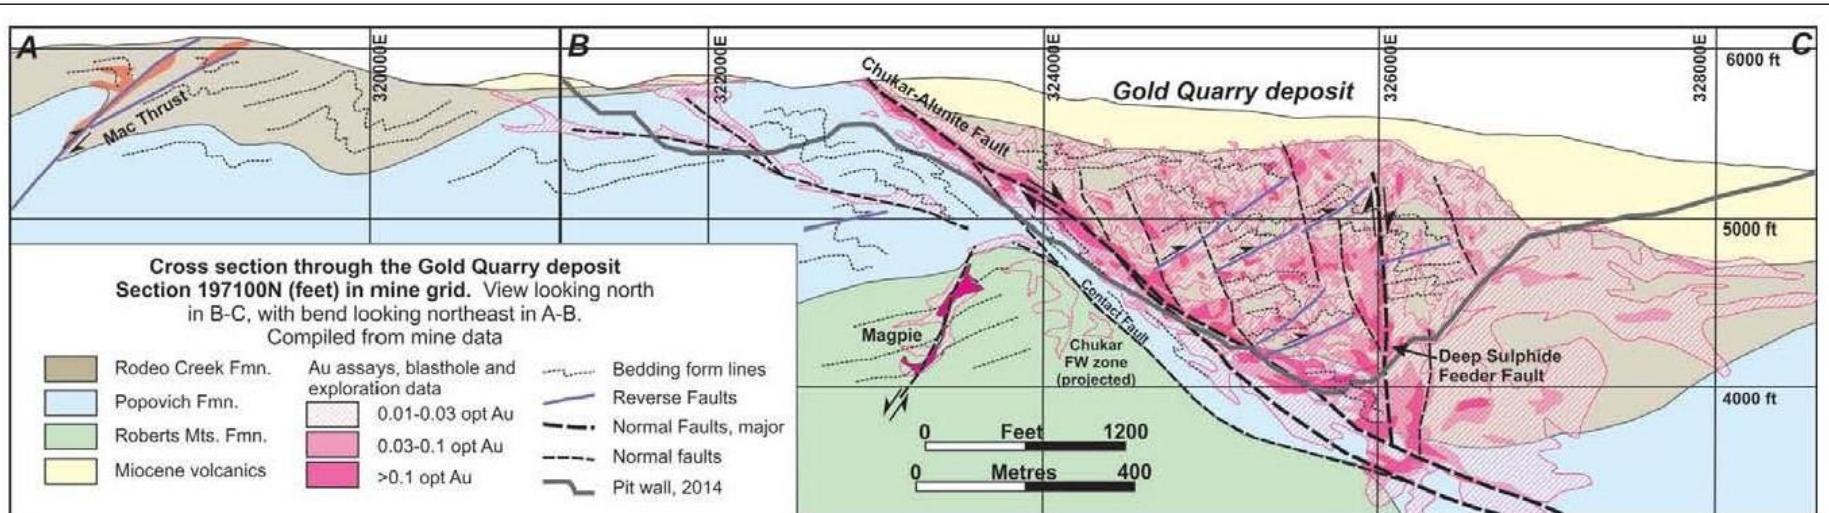 A
B
C
320000E
322000E
324000E
326000E
328000E
6000 ft
5000 ft
4000 ft
Mac Thrust
Chukar-Alunite Fault
Gold Quarry deposit
Contact Fault
Magpie
Chukar
FW zone
(projected)
Deep Sulphide
Feeder Fault
Cross section through the Gold Quarry deposit
Section 197100N (feet) in mine grid. View looking north
in B-C, with bend looking northeast in A-B.
Compiled from mine data
Rodeo Creek Fmn.
Popovich Fmn.
Roberts Mts. Fmn.
Miocene volcanics
Au assays, blasthole and
exploration data
0.01-0.03 opt Au
0.03-0.1 opt Au
>0.1 opt Au
Bedding form lines
Reverse Faults
Normal Faults, major
Normal faults
Pit wall, 2014
0 Feet 1200
0 Metres 400